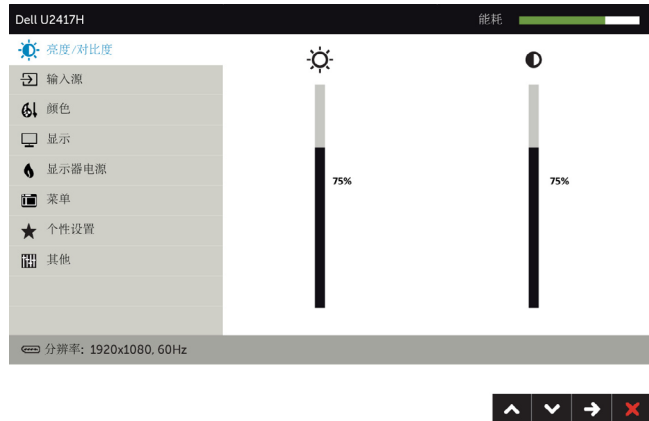 Dell U2417H
能耗
亮度/对比度
输入源
颜色
显示
显示器电源
菜单
个性设置
其他
75%
75%
分辨率: 1920x1080, 60Hz